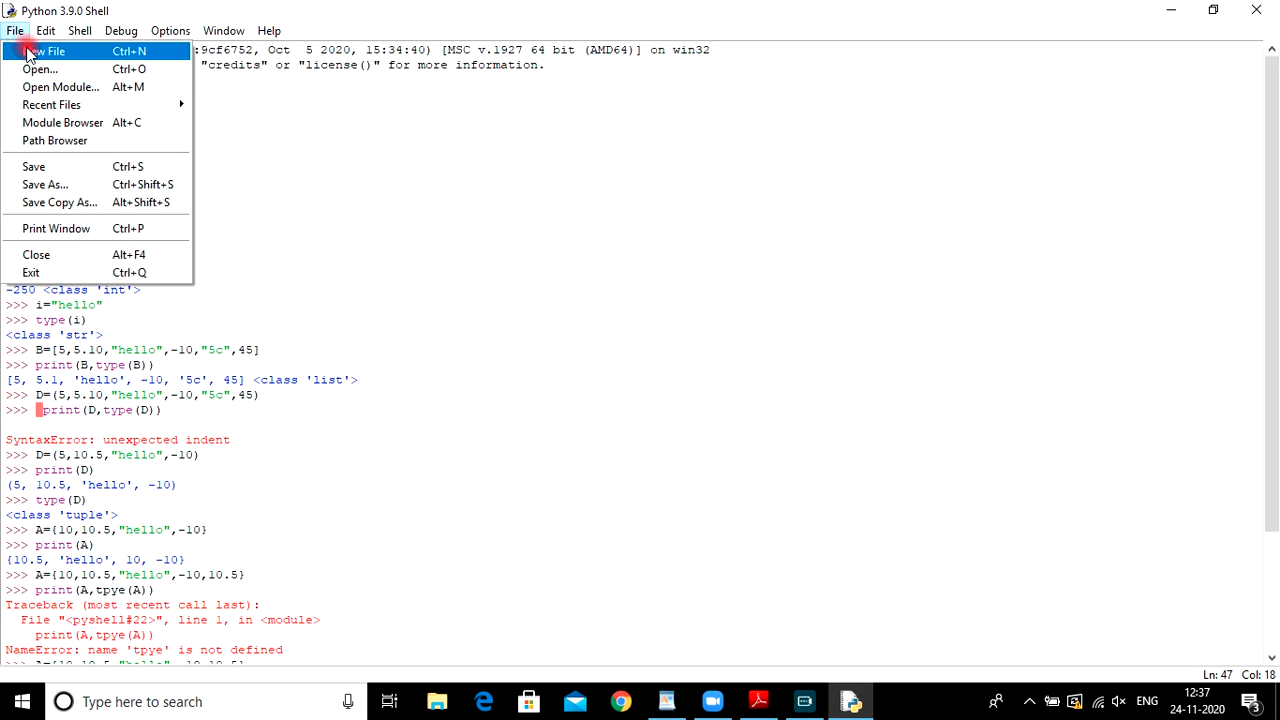 Python 3.9.0 Shell
File Edit Shell Debug Options Window Help
:9cf6752, Oct 5 2020, 15:34:40) [MSC v.1927 64 bit (AMD64)] on win32
"credits" or "license()" for more information.
File Ctrl+N
Open... Ctrl+O
Open Module... Alt+M
Recent Files
Module Browser Alt+C
Path Browser
Save Ctrl+S
Save As... Ctrl+Shift+S
Save Copy As... Alt+Shift+S
Print Window Ctrl+P
Close Alt+F4
Exit Ctrl+Q
-250 <class 'int'>
>>> i="hello"
>>> type(i)
<class 'str'>
>>> B=[5,5.10,"hello",-10,"5c",45]
>>> print(B,type(B))
[5, 5.1, 'hello', -10, '5c', 45] <class 'list'>
>>> D=(5,5.10,"hello",-10,"5c",45)
>>> print(D,type(D))
SyntaxError: unexpected indent
>>> D=(5,10.5,"hello",-10)
>>> print(D)
(5, 10.5, 'hello', -10)
>>> type(D)
<class 'tuple'>
>>> A={10,10.5,"hello",-10}
>>> print(A)
{10.5, 'hello', 10, -10}
>>> A={10,10.5,"hello",-10,10.5}
>>> print(A,tpye(A))
Traceback (most recent call last):
File "<pyshell#22>", line 1, in <module>
print(A,tpye(A))
NameError: name 'tpye' is not defined
>>> A={10,10.5,"hello",-10,10.5}
Ln: 47 Col: 18
Type here to search
ENG
12:37
24-11-2020
3